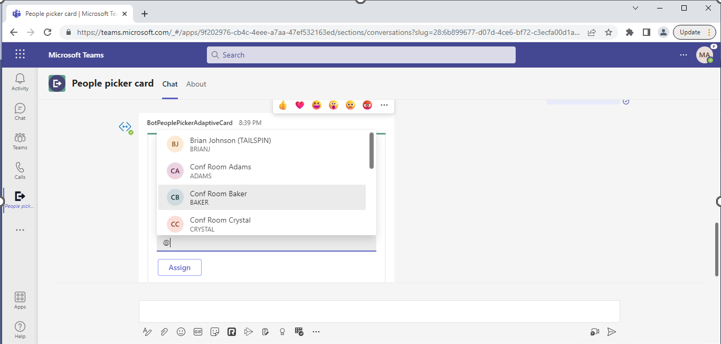 People picker card | Microsoft Te
https://teams.microsoft.com/_#/apps/9f202976-cb4c-4eee-a7aa-47ef532163ed/sections/conversations?slug=28:6b899677-d07d-4ce6-bf72-c3ecfa00d1a...
Update
Microsoft Teams
Search
MA
Activity
Chat
Teams
Calls
People pick...
Apps
Help
People picker card
Chat
About
BotPeoplePickerAdaptiveCard 8:39 PM
BJ
Brian Johnson (TAILSPIN)
BRIANJ
CA
Conf Room Adams
ADAMS
CB
Conf Room Baker
BAKER
CC
Conf Room Crystal
CRYSTAL
@
Assign
GIF